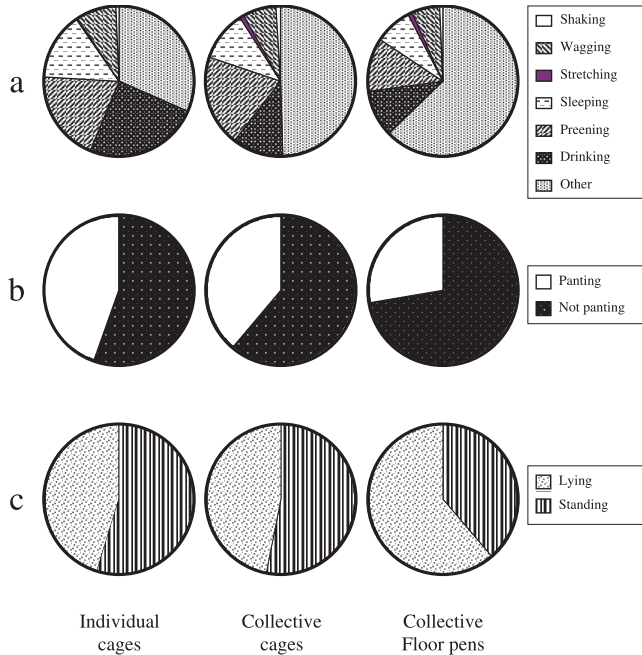 a
Shaking
Wagging
Stretching
Sleeping
Preening
Drinking
Other
b
Panting
Not panting
c
Lying
Standing
Individual
cages
Collective
cages
Collective
Floor pens